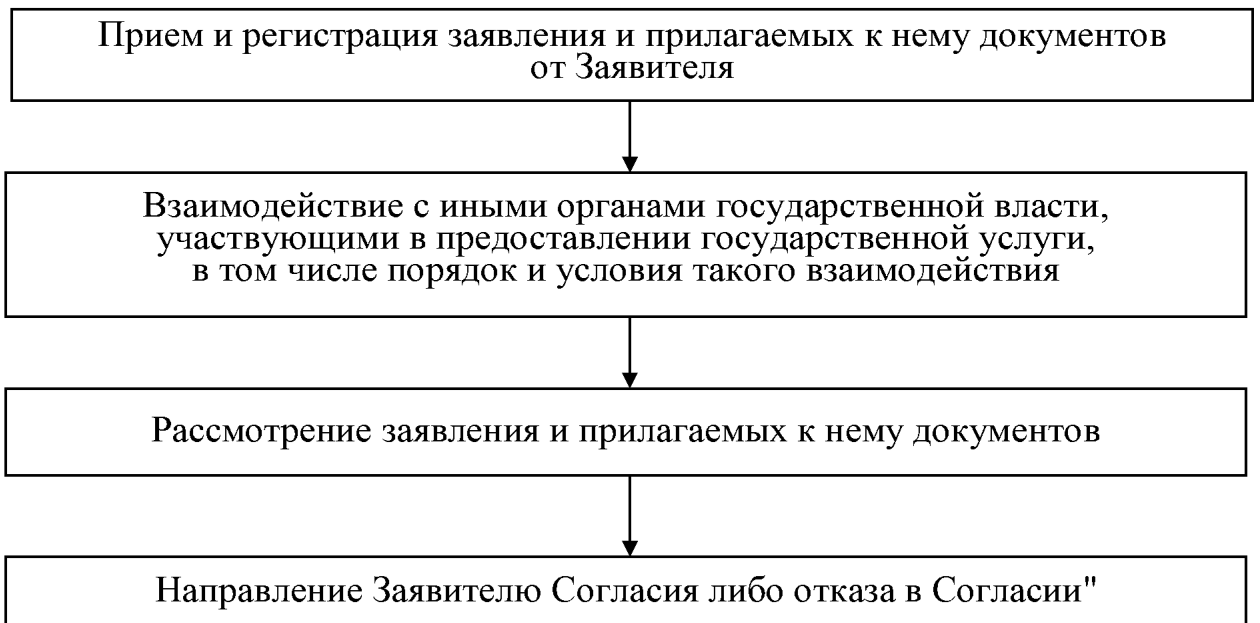 Прием и регистрация заявления и прилагаемых к нему документов
от Заявителя
Взаимодействие с иными органами государственной власти,
участвующими в предоставлении государственной услуги,
в том числе порядок и условия такого взаимодействия
Рассмотрение заявления и прилагаемых к нему документов
Направление Заявителю Согласия либо отказа в Согласии"